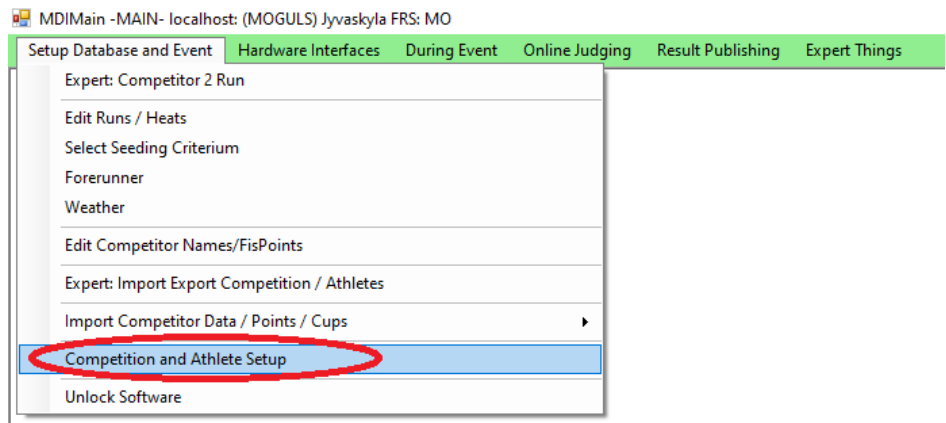 MDIMain -MAIN- localhost: (MOGULS) Jyvaskyla FRS: MO
Setup Database and Event Hardware Interfaces During Event Online Judging Result Publishing Expert Things
Expert: Competitor 2 Run
Edit Runs / Heats
Select Seeding Criterium
Forerunner
Weather
Edit Competitor Names/FisPoints
Expert: Import Export Competition / Athletes
Import Competitor Data / Points / Cups
Competition and Athlete Setup
Unlock Software